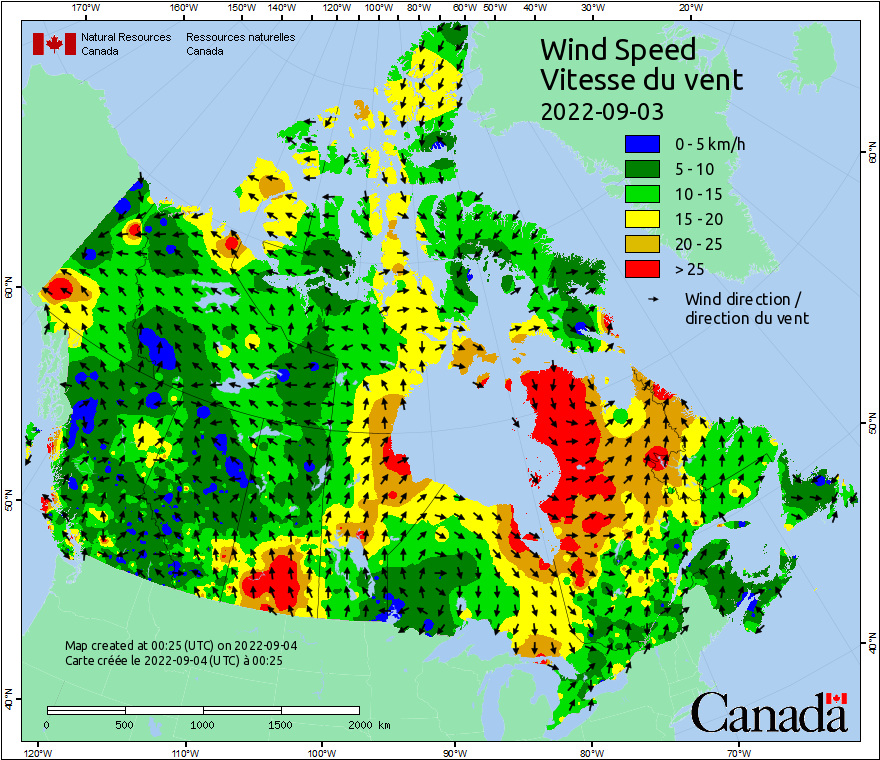 170°W 160°W 150°W 140°W 130°W 120°W 110°W 100°W 90°W 80°W 60°W 50°W 40°W 30°W 20°W
Natural Resources Ressources naturelles
Canada Canada
Wind Speed
Vitesse du vent
2022-09-03
0 - 5 km/h
5 - 10
10 - 15
15 - 20
20 - 25
> 25
Wind direction /
direction du vent
60°N
60°N
50°N
50°N
40°N
40°N
Map created at 00:25 (UTC) on 2022-09-04
Carte créée le 2022-09-04 (UTC) à 00:25
0 500 1000 1500 2000 km
Canada
120°W 110°W 100°W 90°W 80°W 70°W